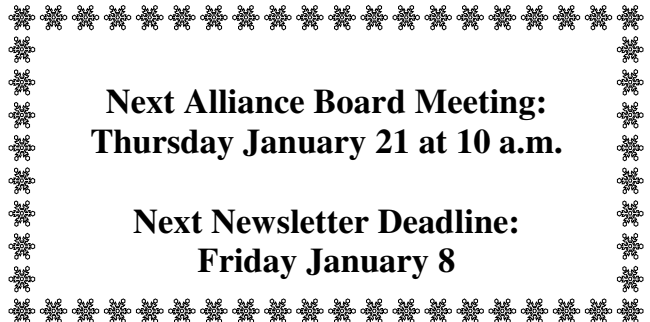 Next Alliance Board Meeting:
Thursday January 21 at 10 a.m.
Next Newsletter Deadline:
Friday January 8